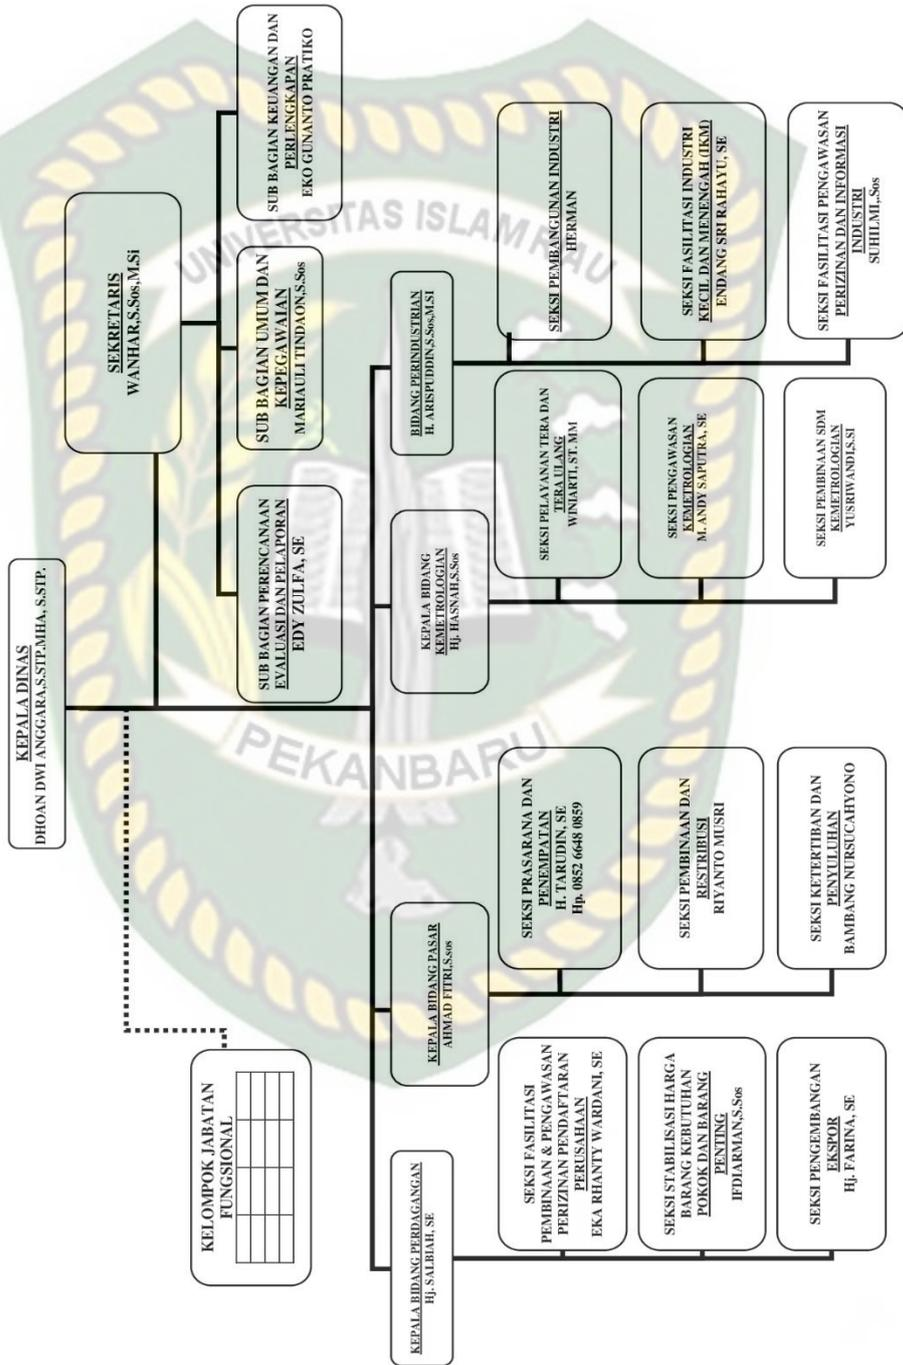 KEPALA DINAS
DHOAN DWI ANGGARA,S.STP.MHA, S.STP.
KELOMPOK JABATAN
FUNGSIONAL
SEKRETARIS
WANHAR,S.Sos,M.Si
SUB BAGIAN PERENCANAAN
EVALUASI DAN PELAPORAN
EDY ZULFA, SE
SUB BAGIAN UMUM DAN
KEPEGAWAIAN
MARIAULI TINDAON,S.Sos
SUB BAGIAN KEUANGAN DAN
PERILENGKAPAN
EKO GUNANTO PRATIKO
KEPALA BIDANG PERDAGANGAN
Hj. SALBIAH, SE
KEPALA BIDANG PASAR
AHMAD FITRI,S.sos
KEPALA BIDANG
KEMETROLOGIAN
Hj. HASNAH,S.Sos
BIDANG PERINDUSTRIAN
H. ARISPUDDIN,S.Sos,M.SI
SEKSI FASILITASI
PEMBINAAN & PENGAWASAN
PERIZINAN PENDAFTARAN
PERUSAHAAN
EKA RHANTY WARDANI, SE
SEKSI PRASARANA DAN
PENEMPATAN
H. TARUDIN, SE
Hp. 0852 6648 0859
SEKSI PELAYANAN TERA DAN
TERA ULANG
WINIARTI, ST. MM
SEKSI PEMBANGUNAN INDUSTRI
HERMAN
SEKSI STABILISASI HARGA
BARANG KEBUTUHAN
POKOK DAN BARANG
PENTING
IFDIARMAN,S.Sos
SEKSI PEMBINAAN DAN
RESTRIBUSI
RIYANTO MUSRI
SEKSI PENGAWASAN
KEMETROLOGIAN
M. ANDY SAPUTRA, SE
SEKSI FASILITASI INDUSTRI
KECIL DAN MENENGAH (IKM)
ENDANG SRI RAHAYU, SE
SEKSI PENGEMBANGAN
EKSPOR
Hj. FARINA, SE
SEKSI KETERTIBAN DAN
PENYULUHAN
BAMBANG NURSUCAHYONO
SEKSI PEMBINAAN SDM
KEMETROLOGIAN
YUSRIWANDI,S.SI
SEKSI FASILITASI PENGAWASAN
PERIZINAN DAN INFORMASI
INDUSTRI
SUHILMI,.Sos
UNIVERSITAS ISLAM RIAU
PEKANBARU